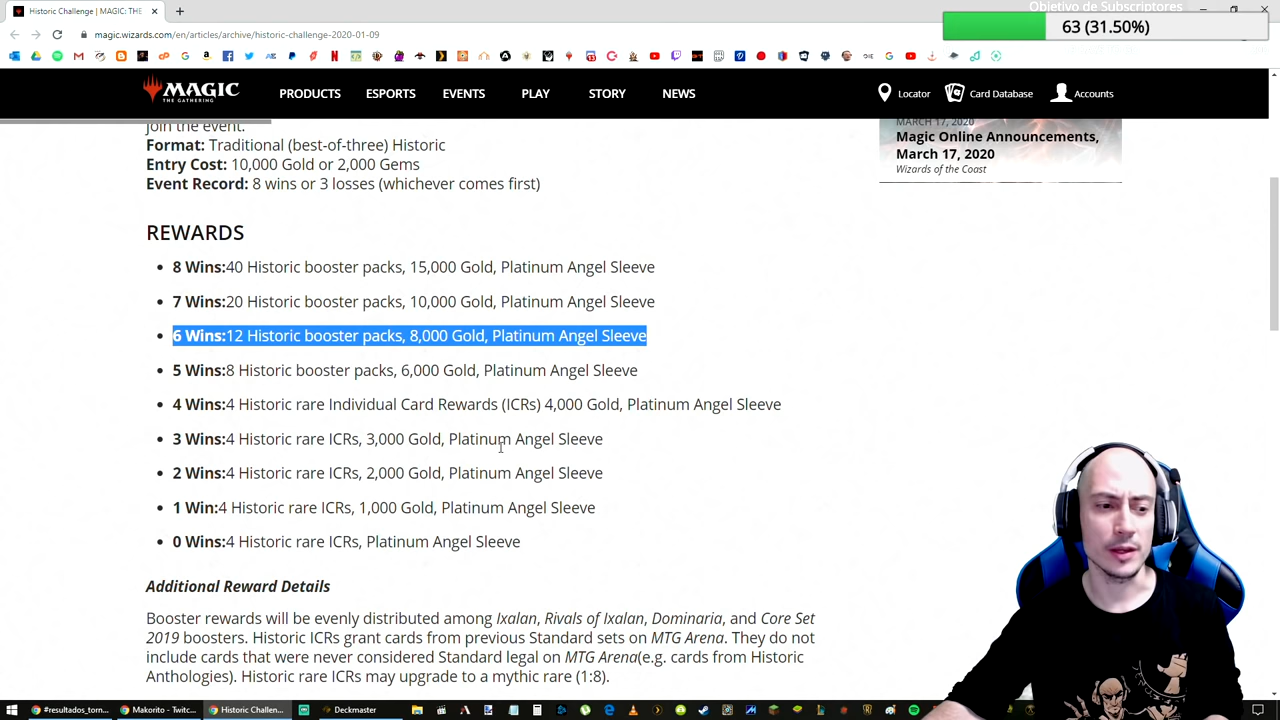 Objetivo de Subscriptores
Historic Challenge | MAGIC: THE
63 (31.50%)
magic.wizards.com/en/articles/archive/historic-challenge-2020-01-09
MAGIC
THE GATHERING
PRODUCTS ESPORTS EVENTS PLAY STORY NEWS
Locator Card Database Accounts
join the event.
Format: Traditional (best-of-three) Historic
Entry Cost: 10,000 Gold or 2,000 Gems
Event Record: 8 wins or 3 losses (whichever comes first)
MARCH 17, 2020
Magic Online Announcements,
March 17, 2020
Wizards of the Coast
REWARDS
• 8 Wins:40 Historic booster packs, 15,000 Gold, Platinum Angel Sleeve
• 7 Wins:20 Historic booster packs, 10,000 Gold, Platinum Angel Sleeve
• 6 Wins:12 Historic booster packs, 8,000 Gold, Platinum Angel Sleeve
• 5 Wins:8 Historic booster packs, 6,000 Gold, Platinum Angel Sleeve
• 4 Wins:4 Historic rare Individual Card Rewards (ICRs) 4,000 Gold, Platinum Angel Sleeve
• 3 Wins:4 Historic rare ICRs, 3,000 Gold, Platinum Angel Sleeve
• 2 Wins:4 Historic rare ICRs, 2,000 Gold, Platinum Angel Sleeve
• 1 Win:4 Historic rare ICRs, 1,000 Gold, Platinum Angel Sleeve
• 0 Wins:4 Historic rare ICRs, Platinum Angel Sleeve
Additional Reward Details
Booster rewards will be evenly distributed among Ixalan, Rivals of Ixalan, Dominaria, and Core Set
2019 boosters. Historic ICRs grant cards from previous Standard sets on MTG Arena. They do not
include cards that were never considered Standard legal on MTG Arena(e.g. cards from Historic
Anthologies). Historic rare ICRs may upgrade to a mythic rare (1:8).
#resultados_torn... Makorito - Twitc... Historic Challen... Deckmaster